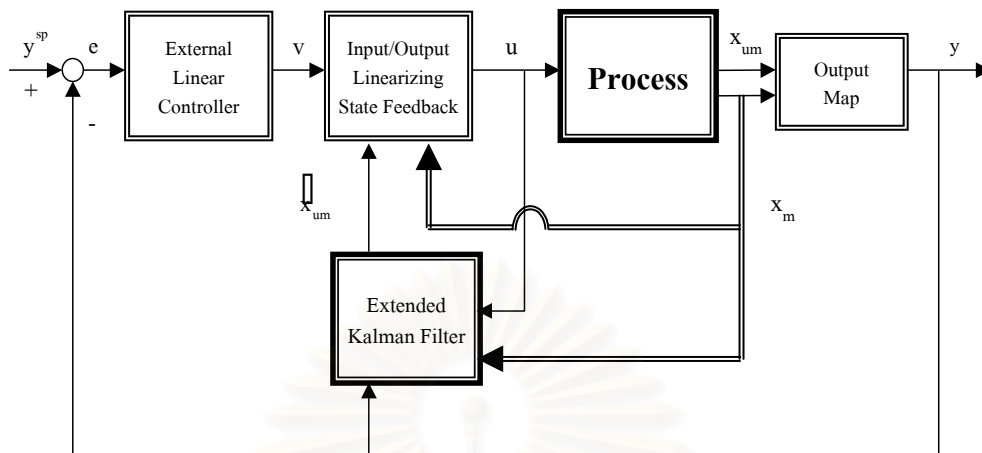 y^sp
e
+
-
External
Linear
Controller
v
Input/Output
Linearizing
State Feedback
u
Process
x_um
Output
Map
y
x_um
x_m
Extended
Kalman Filter